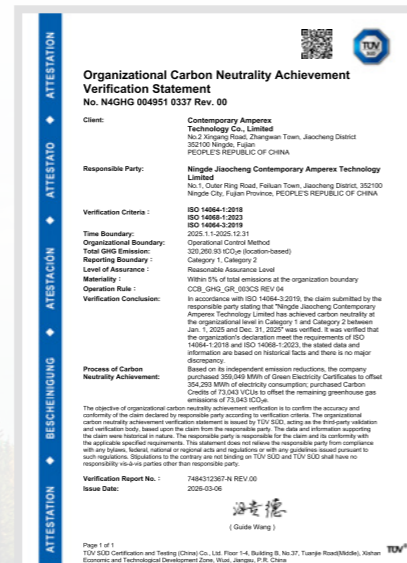 ATTESTATION ◆ BESCHEINIGUNG ◆ ATESTACIÓN ◆ ATTESTATO ◆ ATTESTATION
TÜV
SÜD
Organizational Carbon Neutrality Achievement
Verification Statement
No. N4GHG 004951 0337 Rev. 00
Client:
Contemporary Amperex
Technology Co., Limited
No.2 Xingang Road, Zhangwan Town, Jiaocheng District
352100 Ningde, Fujian
PEOPLE'S REPUBLIC OF CHINA
Responsible Party:
Ningde Jiaocheng Contemporary Amperex Technology
Limited
No.1, Outer Ring Road, Feiluan Town, Jiaocheng District, 352100
Ningde City, Fujian Province, PEOPLE'S REPUBLIC OF CHINA
Verification Criteria：
ISO 14064-1:2018
ISO 14068-1:2023
ISO 14064-3:2019
Time Boundary: 2025.1.1-2025.12.31
Organizational Boundary: Operational Control Method
Total GHG Emission: 320,260.93 tCO₂e (location-based)
Reporting Boundary： Category 1, Category 2
Level of Assurance： Reasonable Assurance Level
Materiality： Within 5% of total emissions at the organization boundary
Operation Rule： CCB_GHG_GR_003CS REV 04
Verification Conclusion:
In accordance with ISO 14064-3:2019, the claim submitted by the
responsible party stating that "Ningde Jiaocheng Contemporary
Amperex Technology Limited has achieved carbon neutrality at
the organizational level in Category 1 and Category 2 between
Jan. 1, 2025 and Dec. 31, 2025" was verified. It was verified that
the organization's declaration meet the requirements of ISO
14064-1:2018 and ISO 14068-1:2023, the stated data and
information are based on historical facts and there is no major
discrepancy.
Process of Carbon
Neutrality Achievement:
Based on its independent emission reductions, the company
purchased 359,049 MWh of Green Electricity Certificates to offset
354,293 MWh of electricity consumption; purchased Carbon
Credits of 73,043 VCUs to offset the remaining greenhouse gas
emissions of 73,043 tCO₂e.
The objective of organizational carbon neutrality achievement verification is to confirm the accuracy and
conformity of the claim declared by responsible party according to verification criteria. The organizational
carbon neutrality achievement verification statement is issued by TÜV SÜD, acting as the third-party validation
and verification body, based upon the claim from the responsible party. The data and information supporting
the claim were historical in nature. The responsible party is responsible for the claim and its conformity with
the applicable specified requirements. This statement does not relieve the responsible party from compliance
with any bylaws, federal, national or regional acts and regulations or with any guidelines issued pursuant to
such regulations. Stipulations to the contrary are not binding on TÜV SÜD and TÜV SÜD shall have no
responsibility vis-à-vis parties other than responsible party.
Verification Report No.： 7484312367-N REV.00
Issue Date: 2026-03-06
( Guide Wang )
Page 1 of 1
TÜV SÜD Certification and Testing (China) Co., Ltd. Floor 1-4, Building B, No.37, Tuanjie Road(Middle), Xishan
Economic and Technological Development Zone, Wuxi, Jiangsu, P.R. China
TÜV®